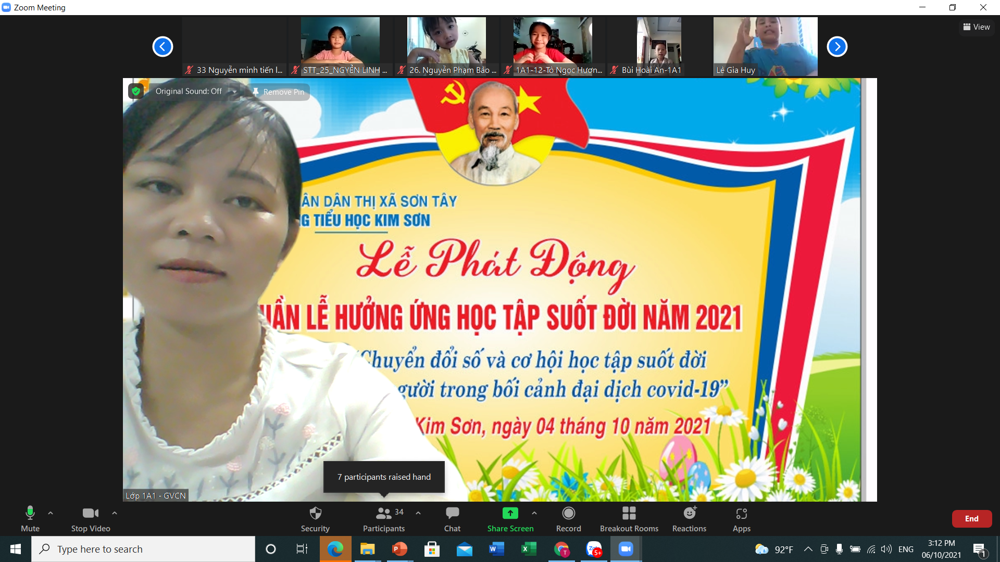 Zoom Meeting
View
33 Nguyễn minh tiến l...
STT_25_NGYỄN LINH ...
26. Nguyễn Phạm Bảo ...
1A1-12-Tô Ngọc Hươn...
Bùi Hoài An-1A1
Lê Gia Huy
Original Sound: Off
Remove Pin
ÂN DÂN THỊ XÃ SƠN TÂY
G TIỂU HỌC KIM SƠN
Lễ Phát Động
UẦN LỄ HƯỞNG ỨNG HỌC TẬP SUỐT ĐỜI NĂM 2021
“Chuyển đổi số và cơ hội học tập suốt đời
gười trong bối cảnh đại dịch covid-19”
Kim Sơn, ngày 04 tháng 10 năm 2021
7 participants raised hand
Lớp 1A1 - GVCN
Mute
Stop Video
Security
Participants
34
Chat
Share Screen
Record
Breakout Rooms
Reactions
Apps
End
Type here to search
92°F
ENG
3:12 PM
06/10/2021
1
5+